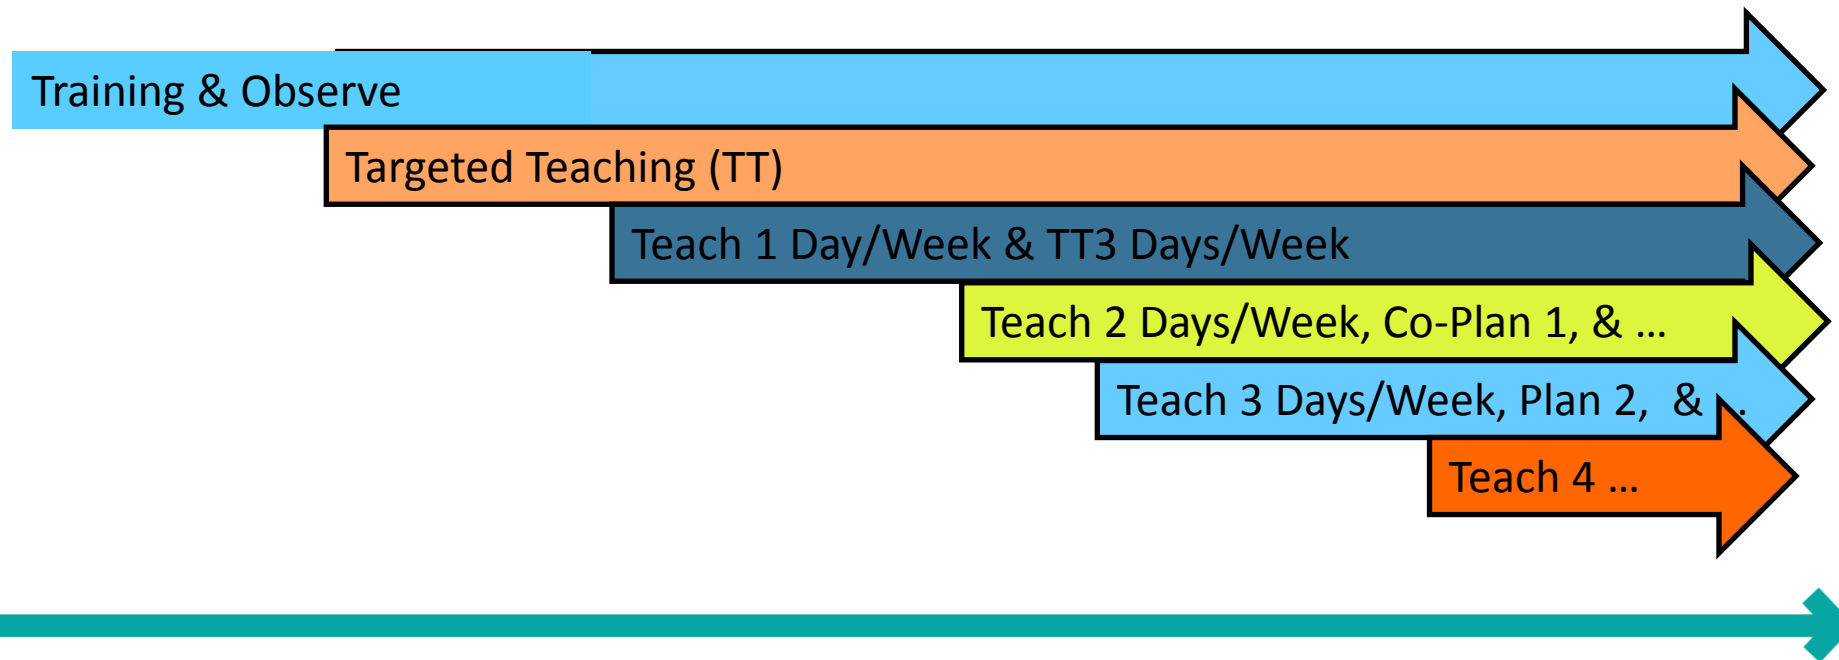 Training & Observe
Targeted Teaching (TT)
Teach 1 Day/Week & TT3 Days/Week
Teach 2 Days/Week, Co-Plan 1, & …
Teach 3 Days/Week, Plan 2,  &
Teach 4 …